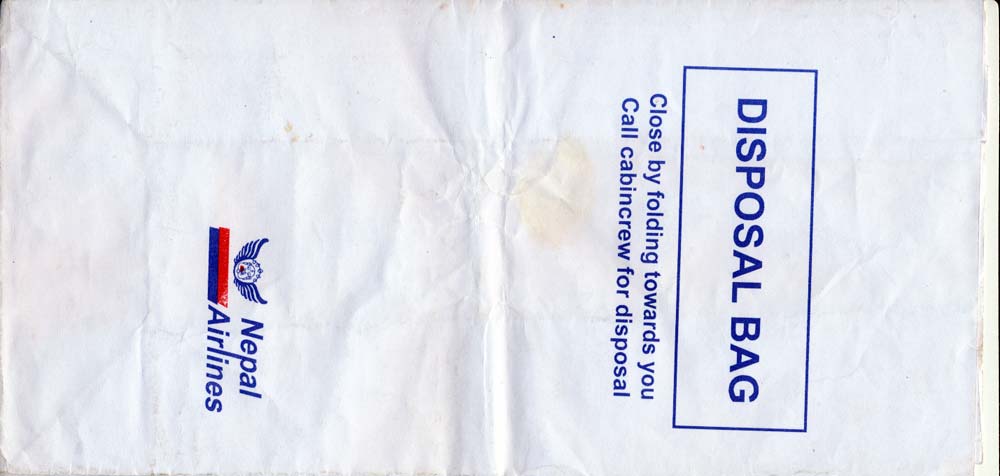 DISPOSAL BAG
Close by folding towards you
Call cabincrew for disposal
Nepal
Airlines